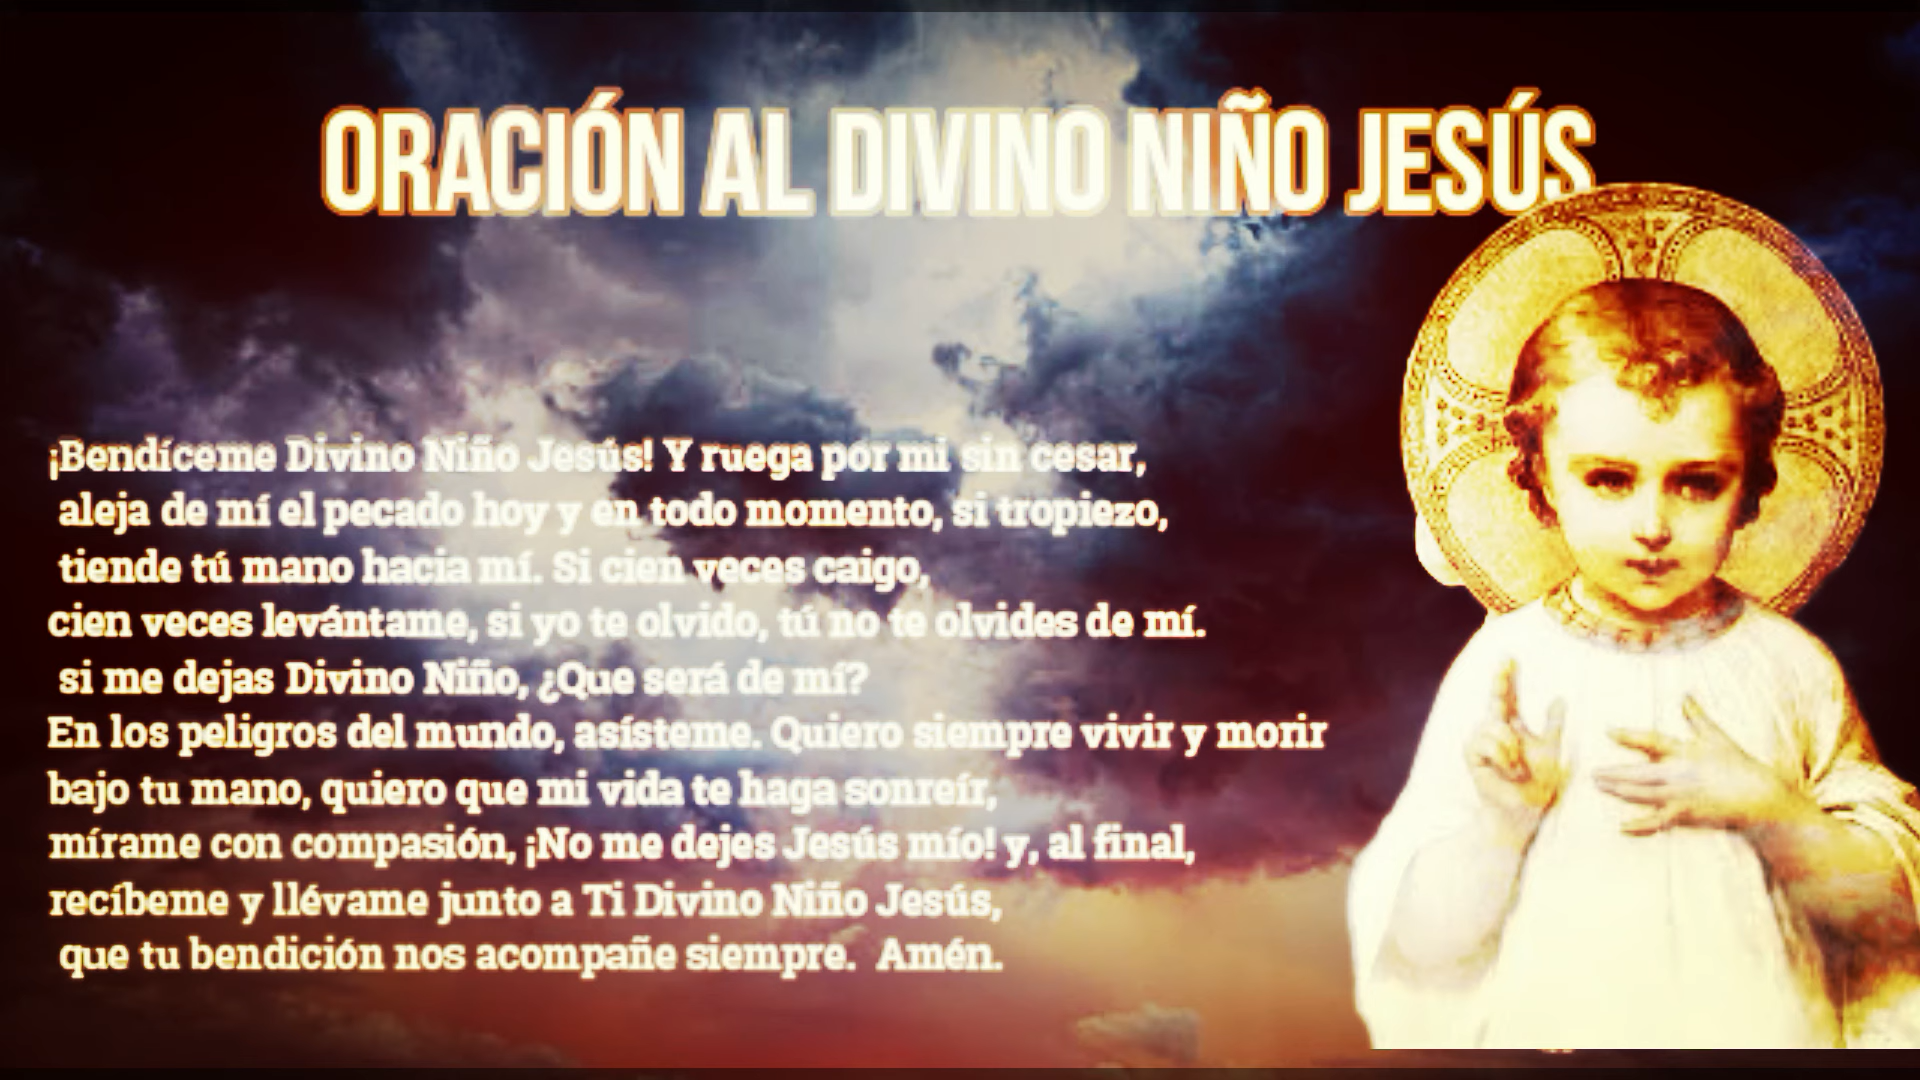 ORACIÓN AL DIVINO NIÑO JESÚS
¡Bendíceme Divino Niño Jesús! Y ruega por mi sin cesar,
aleja de mí el pecado hoy y en todo momento, si tropiezo,
tiende tú mano hacia mí. Si cien veces caigo,
cien veces levántame, si yo te olvido, tú no te olvides de mí.
si me dejas Divino Niño, ¿Que será de mí?
En los peligros del mundo, asísteme. Quiero siempre vivir y morir
bajo tu mano, quiero que mi vida te haga sonreír,
mírame con compasión, ¡No me dejes Jesús mío! y, al final,
recíbeme y llévame junto a Ti Divino Niño Jesús,
que tu bendición nos acompañe siempre. Amén.